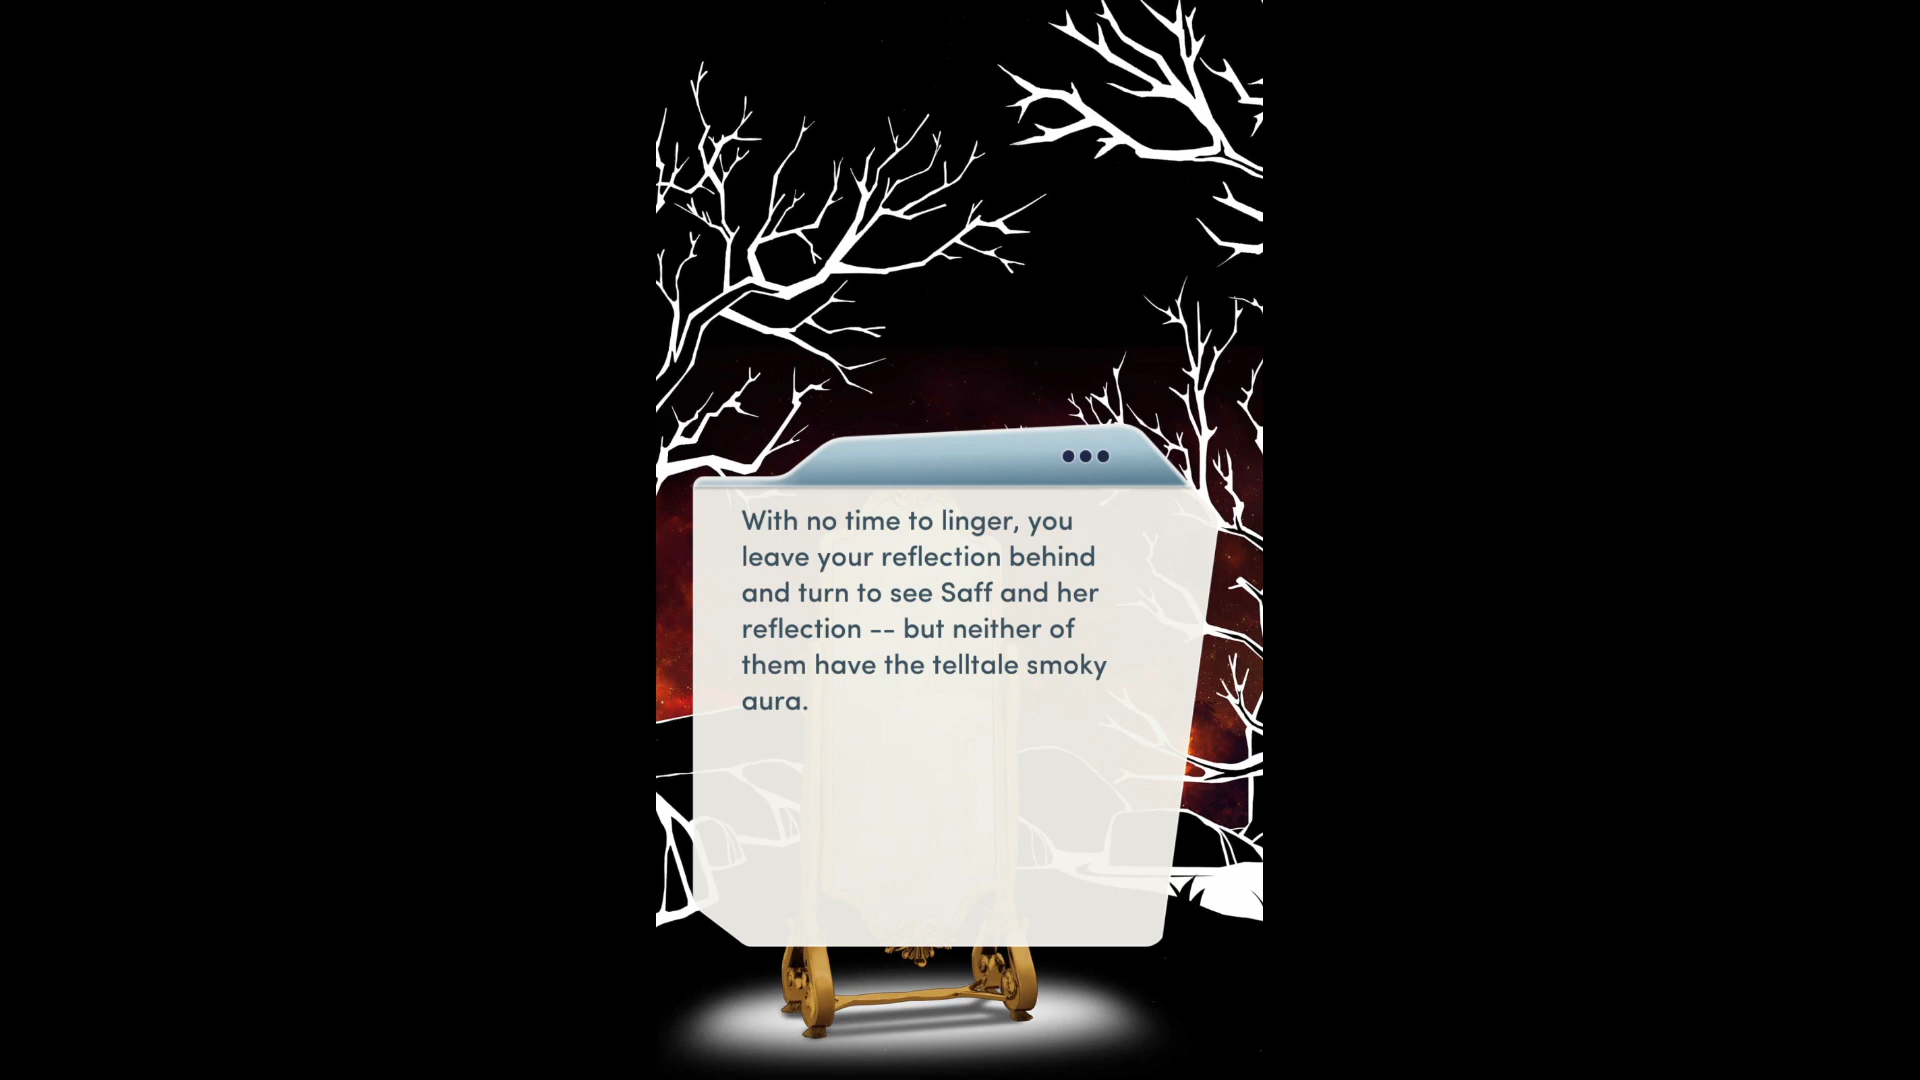 With no time to linger, you
leave your reflection behind
and turn to see Saff and her
reflection -- but neither of
them have the telltale smoky
aura.